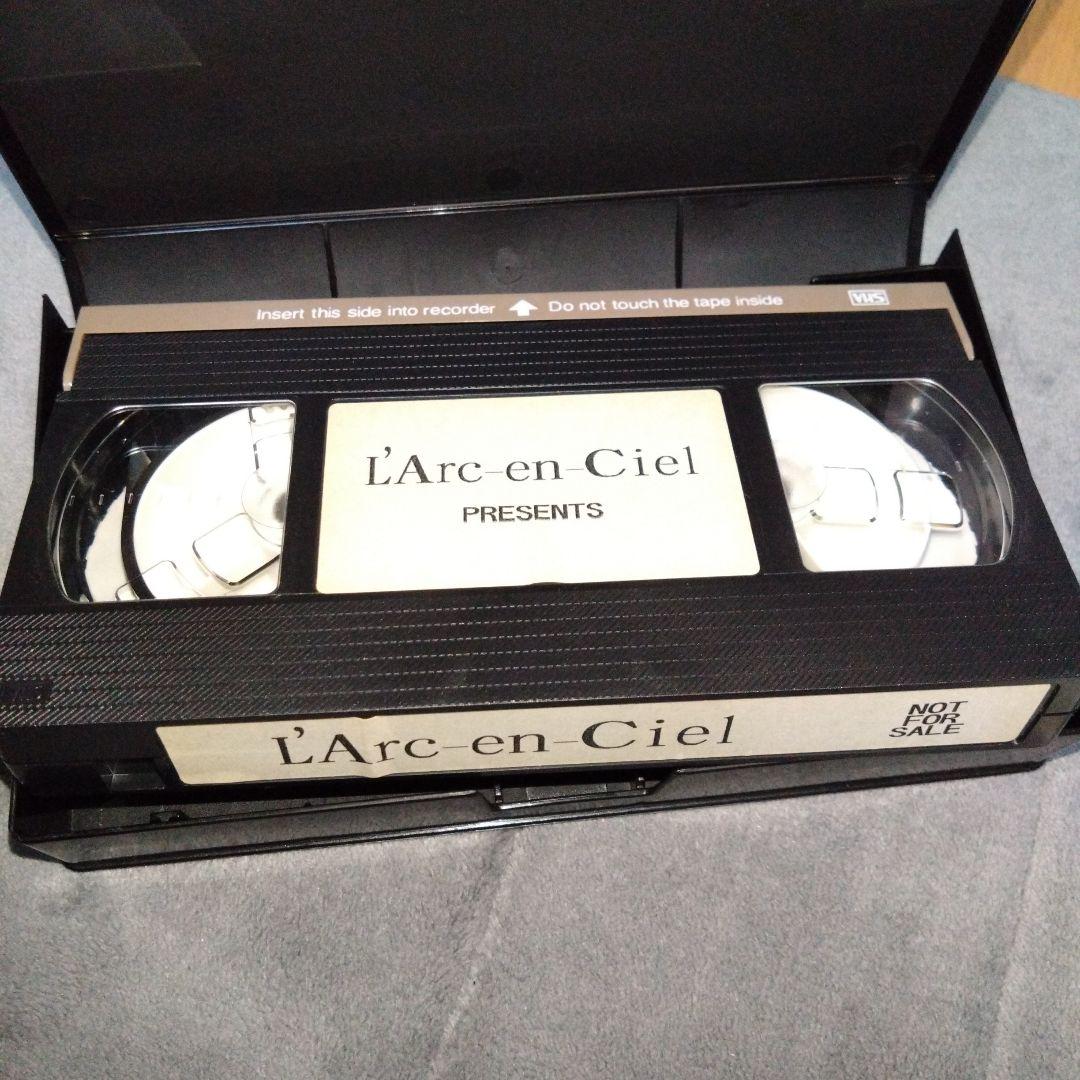 Insert this side into recorder Do not touch the tape inside VHS
L'Arc-en-Ciel
PRESENTS
L'Arc-en-Ciel
NOT
FOR
SALE